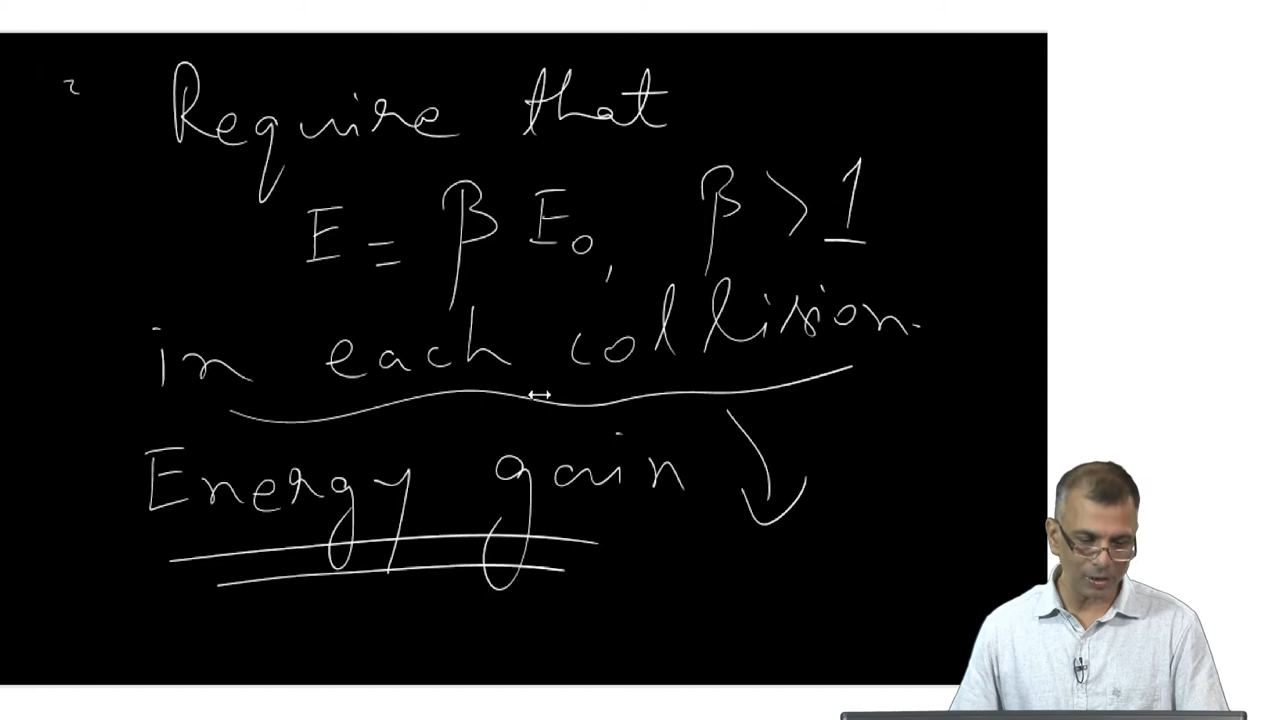 Require that
E = β E₀, β > 1
in each collision.
Energy gain